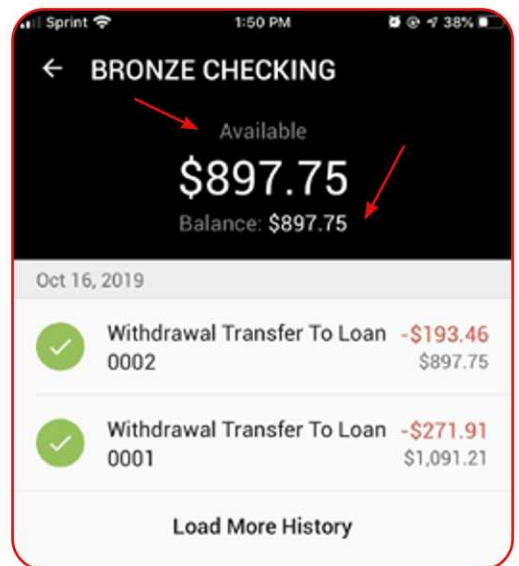 Sprint 1:50 PM 38%
← BRONZE CHECKING
Available
$897.75
Balance: $897.75
Oct 16, 2019
Withdrawal Transfer To Loan -$193.46
0002 $897.75
Withdrawal Transfer To Loan -$271.91
0001 $1,091.21
Load More History